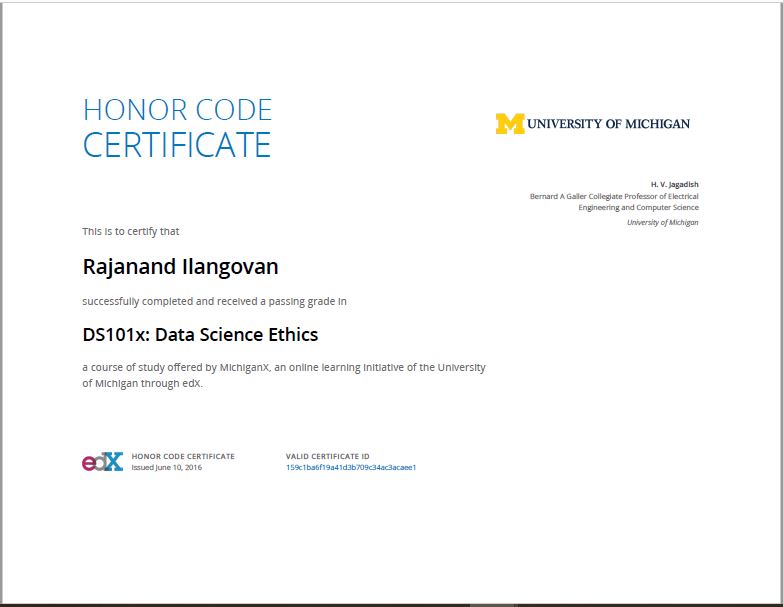 HONOR CODE
CERTIFICATE
M UNIVERSITY OF MICHIGAN
H. V. Jagadish
Bernard A Galler Collegiate Professor of Electrical
Engineering and Computer Science
University of Michigan
This is to certify that
Rajanand Ilangovan
successfully completed and received a passing grade in
DS101x: Data Science Ethics
a course of study offered by MichiganX, an online learning initiative of the University
of Michigan through edX.
edX
HONOR CODE CERTIFICATE
Issued June 10, 2016
VALID CERTIFICATE ID
159c1ba6f19a41d3b709c34ac3acaee1